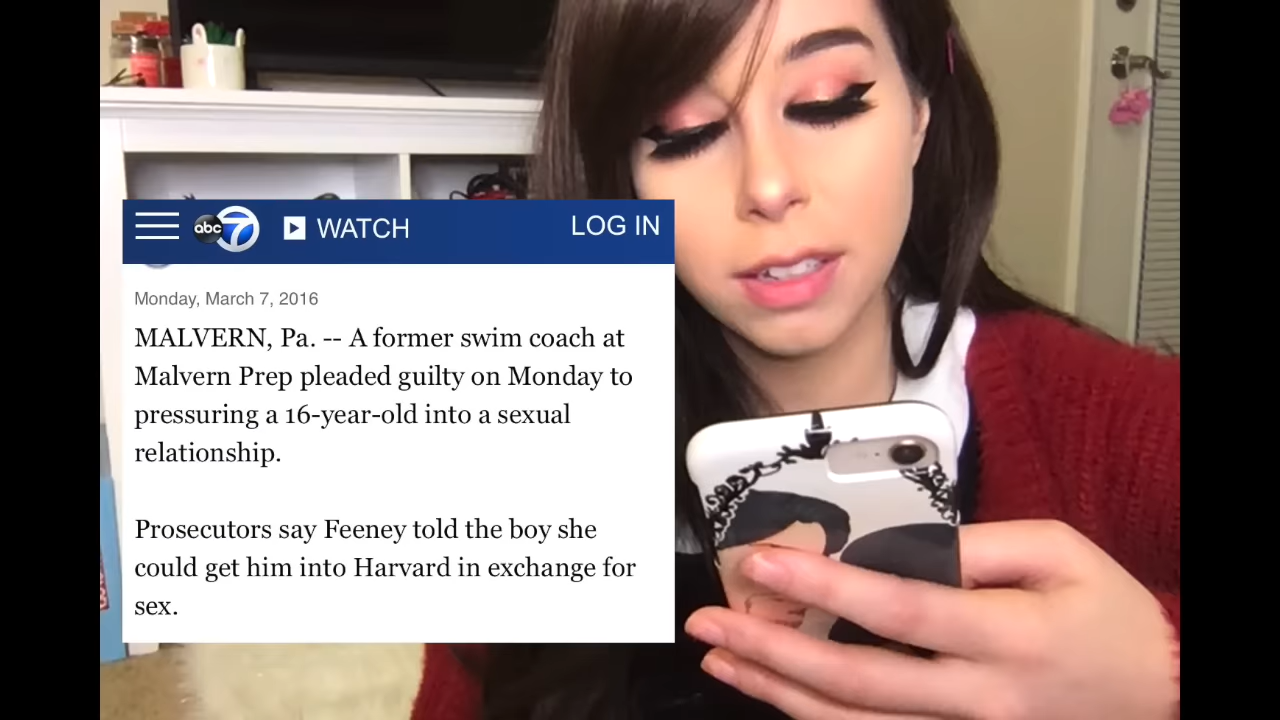 abc 7 WATCH LOG IN
Monday, March 7, 2016
MALVERN, Pa. -- A former swim coach at
Malvern Prep pleaded guilty on Monday to
pressuring a 16-year-old into a sexual
relationship.
Prosecutors say Feeney told the boy she
could get him into Harvard in exchange for
sex.